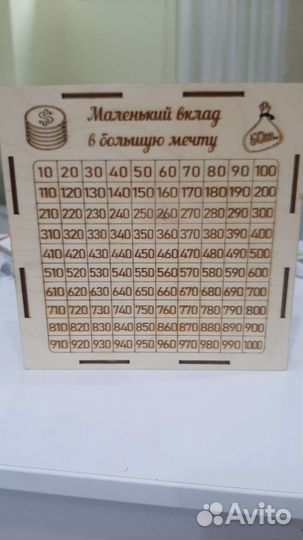 Маленький вклад
в большую мечту
$
50т.
10 20 30 40 50 60 70 80 90 100
110 120 130 140 150 160 170 180 190 200
210 220 230 240 250 260 270 280 290 300
310 320 330 340 350 360 370 380 390 400
410 420 430 440 450 460 470 480 490 500
510 520 530 540 550 560 570 580 590 600
610 620 630 640 650 660 670 680 690 700
710 720 730 740 750 760 770 780 790 800
810 820 830 840 850 860 870 880 890 900
910 920 930 940 950 960 970 980 990 1000
Avito